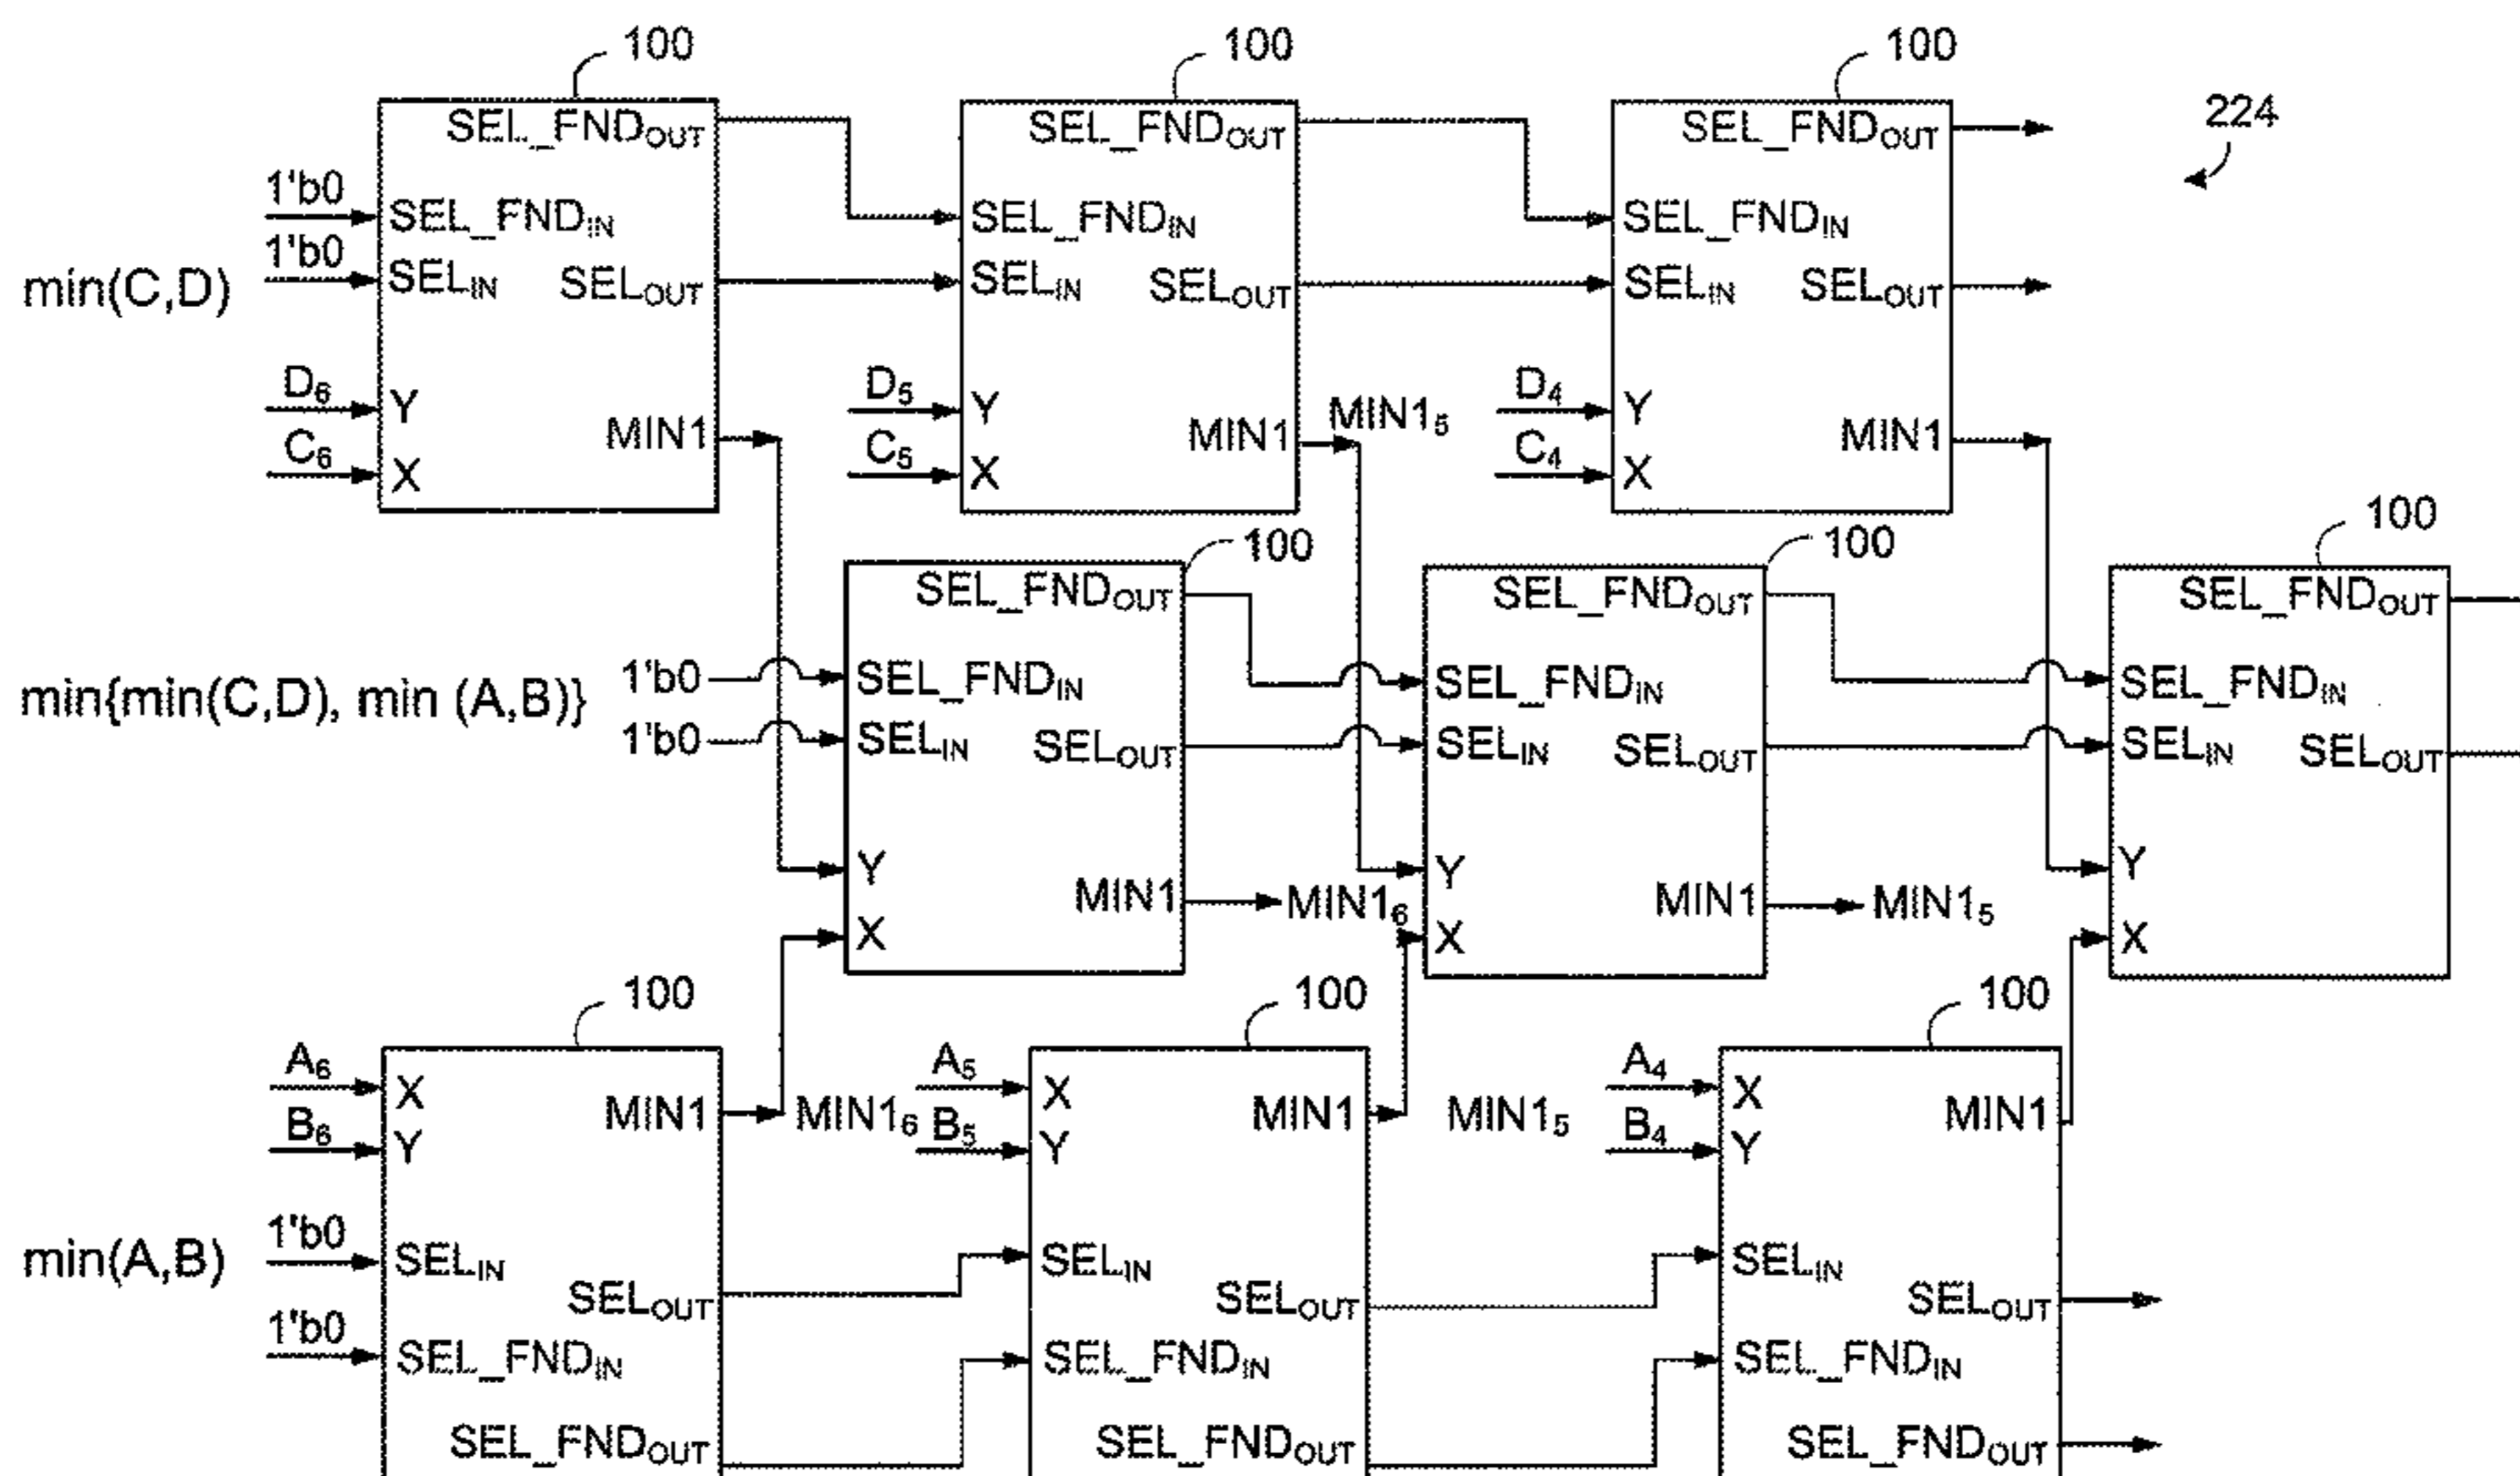 100 100 100
224
SEL_FNDOUT SEL_FNDOUT SEL_FNDOUT
1'b0 SEL_FNDIN SEL_FNDIN SEL_FNDIN
min(C,D) 1'b0 SELIN SELOUT SELIN SELOUT SELIN SELOUT
D6 Y D5 Y D4 Y
MIN1 MIN1 MIN15 MIN1
C6 X C5 X C4 X
100 100 100
SEL_FNDOUT SEL_FNDOUT SEL_FNDOUT
min{min(C,D), min (A,B)} 1'b0 SEL_FNDIN SEL_FNDIN SEL_FNDIN
1'b0 SELIN SELOUT SELIN SELOUT SELIN SELOUT
Y Y Y
MIN1 MIN16 MIN1 MIN15
X X X
100 100 100
A6 X A5 X A4 X
MIN1 MIN16 MIN1 MIN15 MIN1
B6 Y B5 Y B4 Y
min(A,B) 1'b0 SELIN SELIN SELIN
SELOUT SELOUT SELOUT
1'b0 SEL_FNDIN SEL_FNDIN SEL_FNDIN
SEL_FNDOUT SEL_FNDOUT SEL_FNDOUT